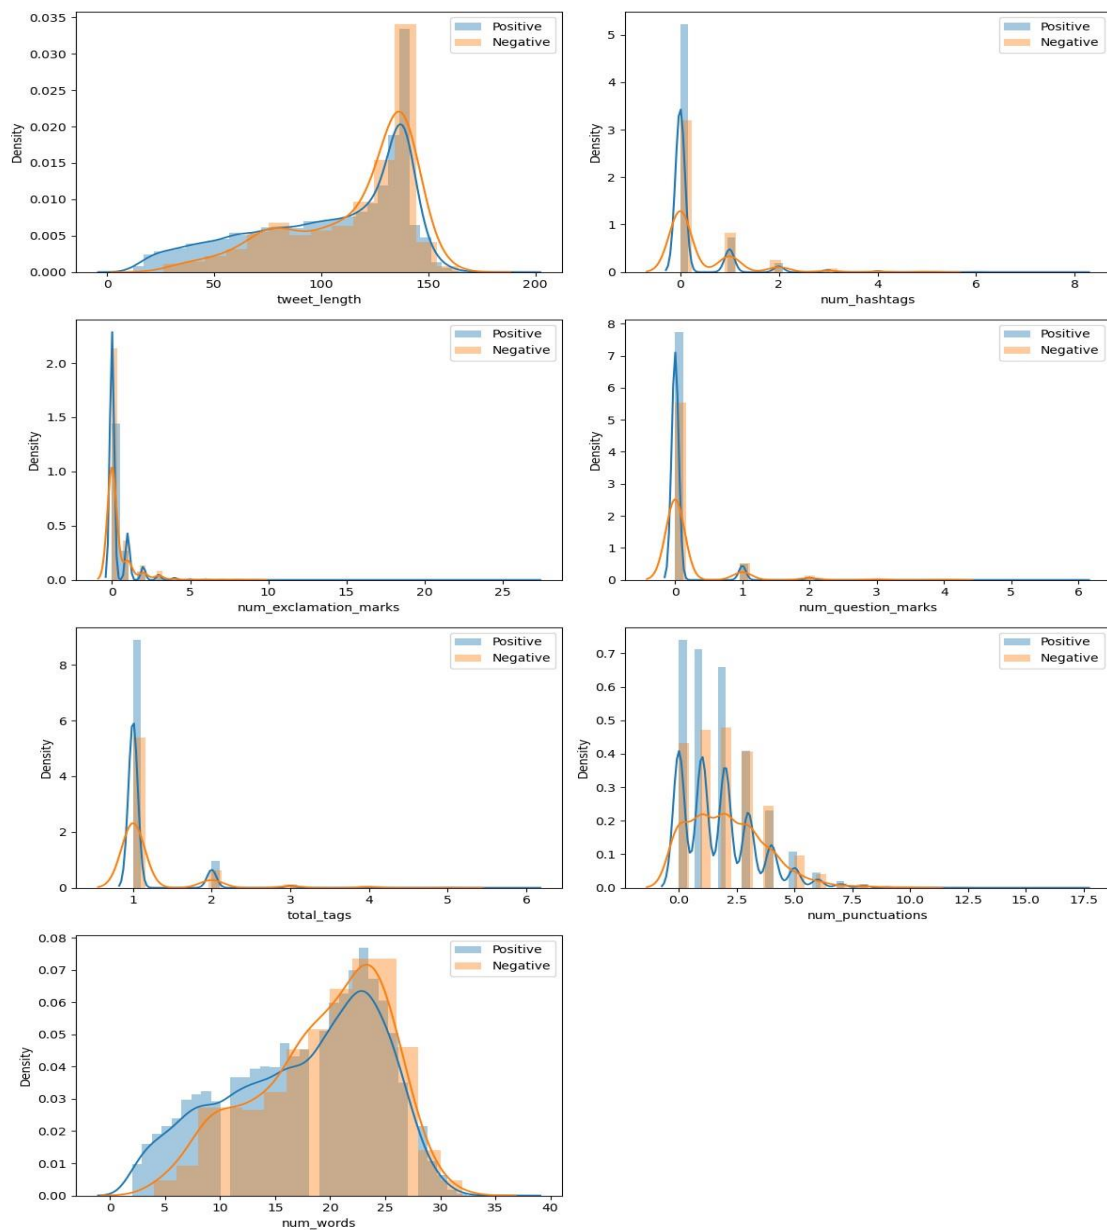 0.035
0.030
0.025
0.020
0.015
0.010
0.005
0.000
Density
0 50 100 150 200
tweet_length
Positive
Negative
5
4
3
2
1
0
Density
0 2 4 6 8
num_hashtags
Positive
Negative
2.0
1.5
1.0
0.5
0.0
Density
0 5 10 15 20 25
num_exclamation_marks
Positive
Negative
8
7
6
5
4
3
2
1
0
Density
0 1 2 3 4 5 6
num_question_marks
Positive
Negative
8
6
4
2
0
Density
1 2 3 4 5 6
total_tags
Positive
Negative
0.7
0.6
0.5
0.4
0.3
0.2
0.1
0.0
Density
0.0 2.5 5.0 7.5 10.0 12.5 15.0 17.5
num_punctuations
Positive
Negative
0.08
0.07
0.06
0.05
0.04
0.03
0.02
0.01
0.00
Density
0 5 10 15 20 25 30 35 40
num_words
Positive
Negative